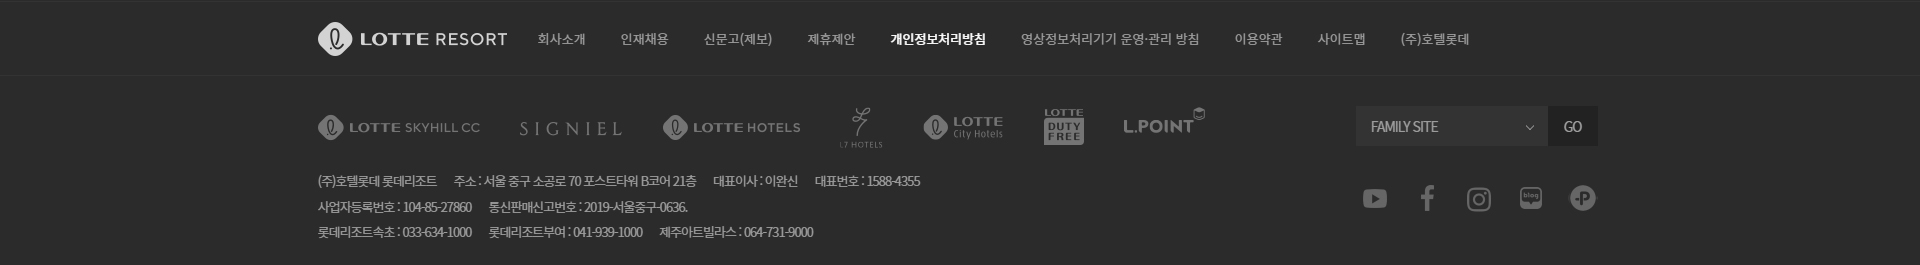 LOTTE RESORT 회사소개 인재채용 신문고(제보) 제휴제안 개인정보처리방침 영상정보처리기기 운영·관리 방침 이용약관 사이트맵 (주)호텔롯데
LOTTE SKYHILL CC SIGNIEL LOTTE HOTELS L7 HOTELS LOTTE City Hotels LOTTE DUTY FREE L.POINT FAMILY SITE GO
(주)호텔롯데 롯데리조트 주소 : 서울 중구 소공로 70 포스트타워 B코어 21층 대표이사 : 이완신 대표번호 : 1588-4355
사업자등록번호 : 104-85-27860 통신판매신고번호 : 2019-서울중구-0636.
롯데리조트속초 : 033-634-1000 롯데리조트부여 : 041-939-1000 제주아트빌라스 : 064-731-9000
blog P